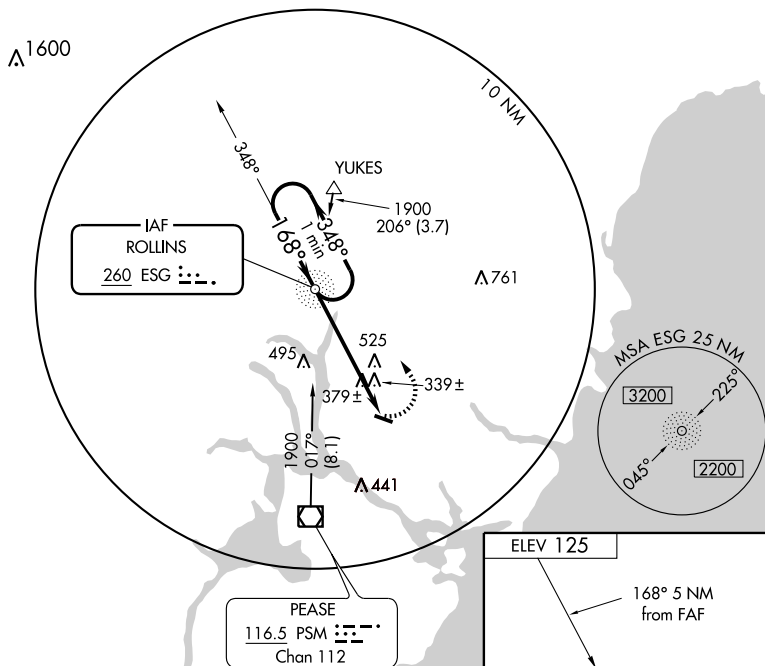 1600
10 NM
348°
YUKES
1900
206° (3.7)
168°
1 min
348°
IAF
ROLLINS
260 ESG
761
525
495
379±
339±
MSA ESG 25 NM
3200
225°
045°
2200
1900
017°
(8.1)
441
ELEV 125
168° 5 NM
from FAF
PEASE
116.5 PSM
Chan 112